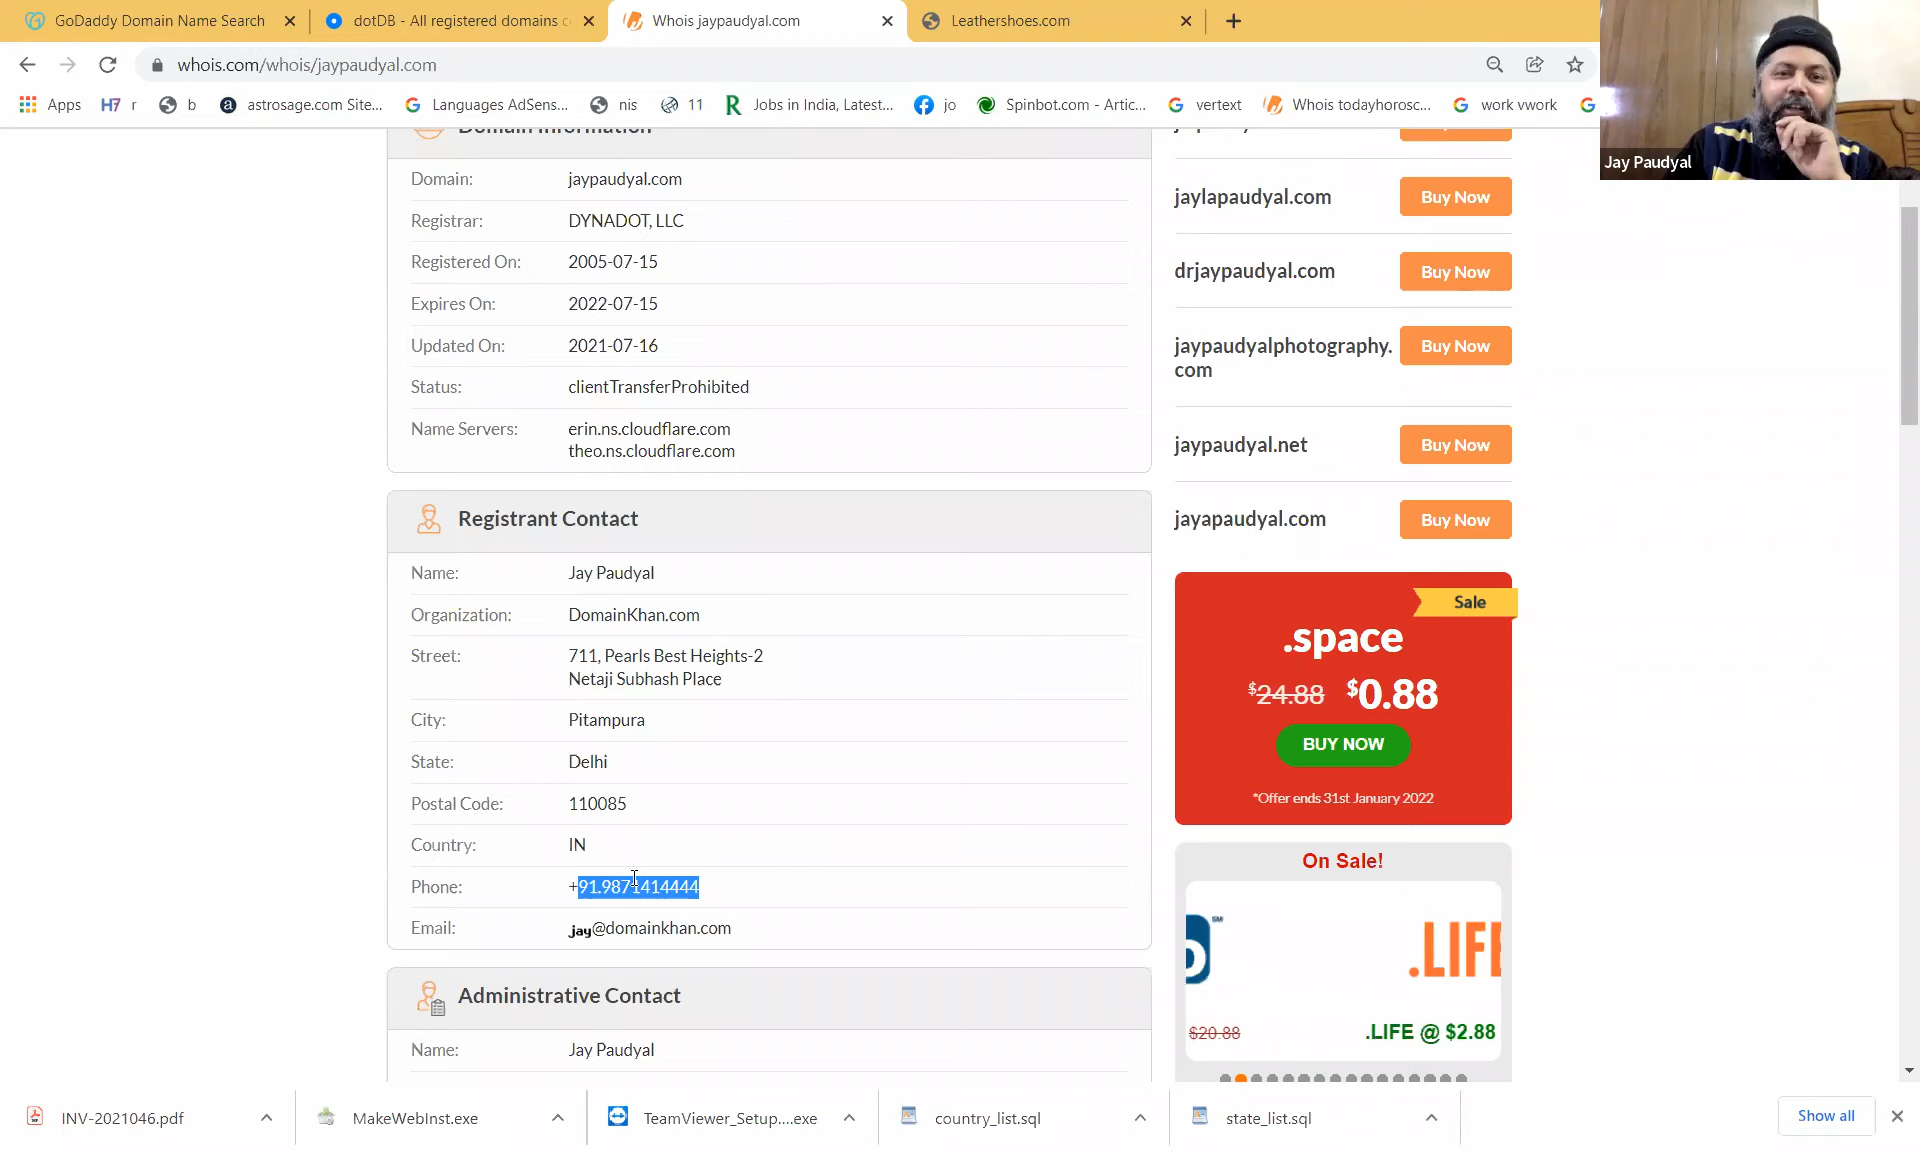 GoDaddy Domain Name Search
dotDB - All registered domains c
Whois jaypaudyal.com
Leathershoes.com
whois.com/whois/jaypaudyal.com
Apps
H7 r
b
a astrosage.com Site...
G Languages AdSens...
nis
11
R Jobs in India, Latest...
jo
Spinbot.com - Artic...
G vertext
Whois todayhorosc...
G work vwork
G
Jay Paudyal
Domain Information
Domain: jaypaudyal.com
Registrar: DYNADOT, LLC
Registered On: 2005-07-15
Expires On: 2022-07-15
Updated On: 2021-07-16
Status: clientTransferProhibited
Name Servers: erin.ns.cloudflare.com
theo.ns.cloudflare.com
Registrant Contact
Name: Jay Paudyal
Organization: DomainKhan.com
Street: 711, Pearls Best Heights-2
Netaji Subhash Place
City: Pitampura
State: Delhi
Postal Code: 110085
Country: IN
Phone: +91.9871414444
Email: jay@domainkhan.com
Administrative Contact
Name: Jay Paudyal
jaylapaudyal.com Buy Now
drjaypaudyal.com Buy Now
jaypaudyalphotography. Buy Now
com
jaypaudyal.net Buy Now
jayapaudyal.com Buy Now
Sale
.space
$24.88 $0.88
BUY NOW
*Offer ends 31st January 2022
On Sale!
.LIFE
$20.88 .LIFE @ $2.88
INV-2021046.pdf
MakeWebInst.exe
TeamViewer_Setup....exe
country_list.sql
state_list.sql
Show all